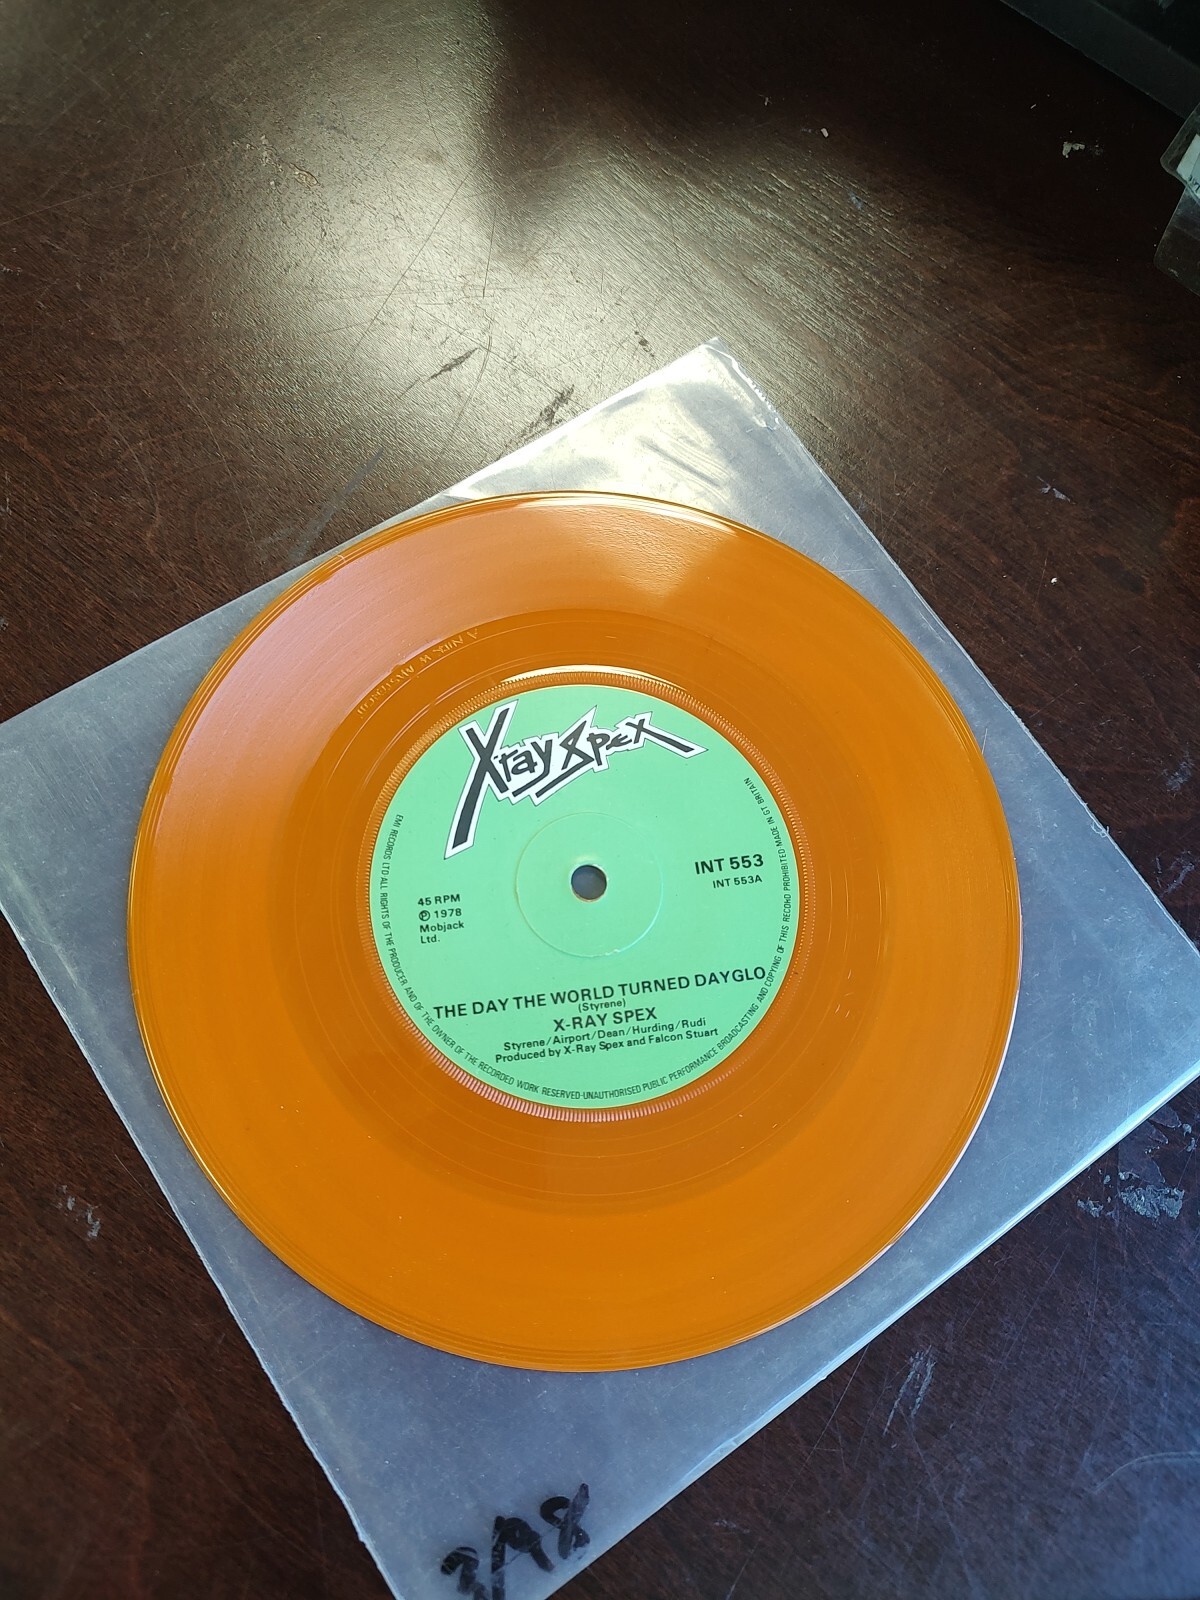 X-ray Spex
INT 553
INT 553A
45 RPM
Ⓟ 1978
Mobjack
Ltd.
THE DAY THE WORLD TURNED DAYGLO
(Styrene)
X-RAY SPEX
Styrene/Airport/Dean/Hurding/Rudi
Produced by X-Ray Spex and Falcon Stuart
EMI RECORDS LTD ALL RIGHTS OF THE PRODUCER AND OF THE OWNER OF THE RECORDED WORK RESERVED·UNAUTHORISED PUBLIC PERFORMANCE BROADCASTING AND COPYING OF THIS RECORD PROHIBITED MADE IN GT BRITAIN